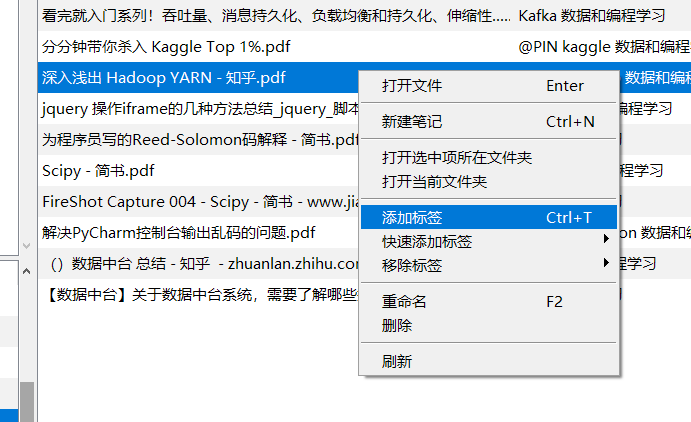 看完就入门系列！吞吐量、消息持久化、负载均衡和持久化、伸缩性..... Kafka 数据和编程学习
分分钟带你杀入 Kaggle Top 1%.pdf @PIN kaggle 数据和编
深入浅出 Hadoop YARN - 知乎.pdf 数据和编程
jquery 操作iframe的几种方法总结_jquery_脚本 编程学习
为程序员写的Reed-Solomon码解释 - 简书.pdf
Scipy - 简书.pdf 程学习
FireShot Capture 004 - Scipy - 简书 - www.jia
解决PyCharm控制台输出乱码的问题.pdf on 数据和编
（）数据中台 总结 - 知乎 - zhuanlan.zhihu.com 程学习
【数据中台】关于数据中台系统，需要了解哪些
打开文件 Enter
新建笔记 Ctrl+N
打开选中项所在文件夹
打开当前文件夹
添加标签 Ctrl+T
快速添加标签
移除标签
重命名 F2
删除
刷新